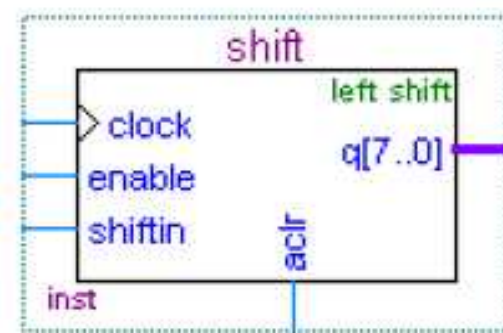 shift
left shift
clock
q[7..0]
enable
shiftin
aclr
inst